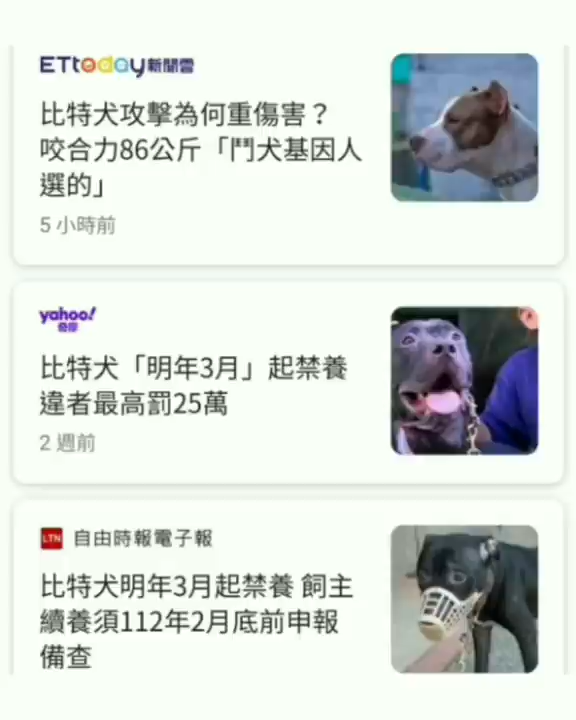 ETtoday新聞雲
比特犬攻擊為何重傷害？
咬合力86公斤「鬥犬基因人
選的」
5 小時前
yahoo!
奇摩
比特犬「明年3月」起禁養
違者最高罰25萬
2 週前
LTN 自由時報電子報
比特犬明年3月起禁養 飼主
續養須112年2月底前申報
備查